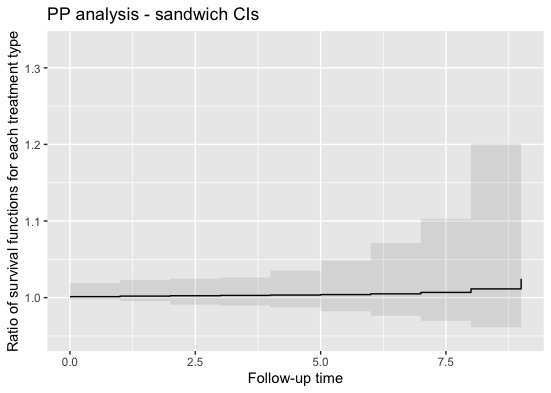 PP analysis - sandwich CIs
Ratio of survival functions for each treatment type
1.3
1.2
1.1
1.0
0.0
2.5
5.0
7.5
Follow-up time